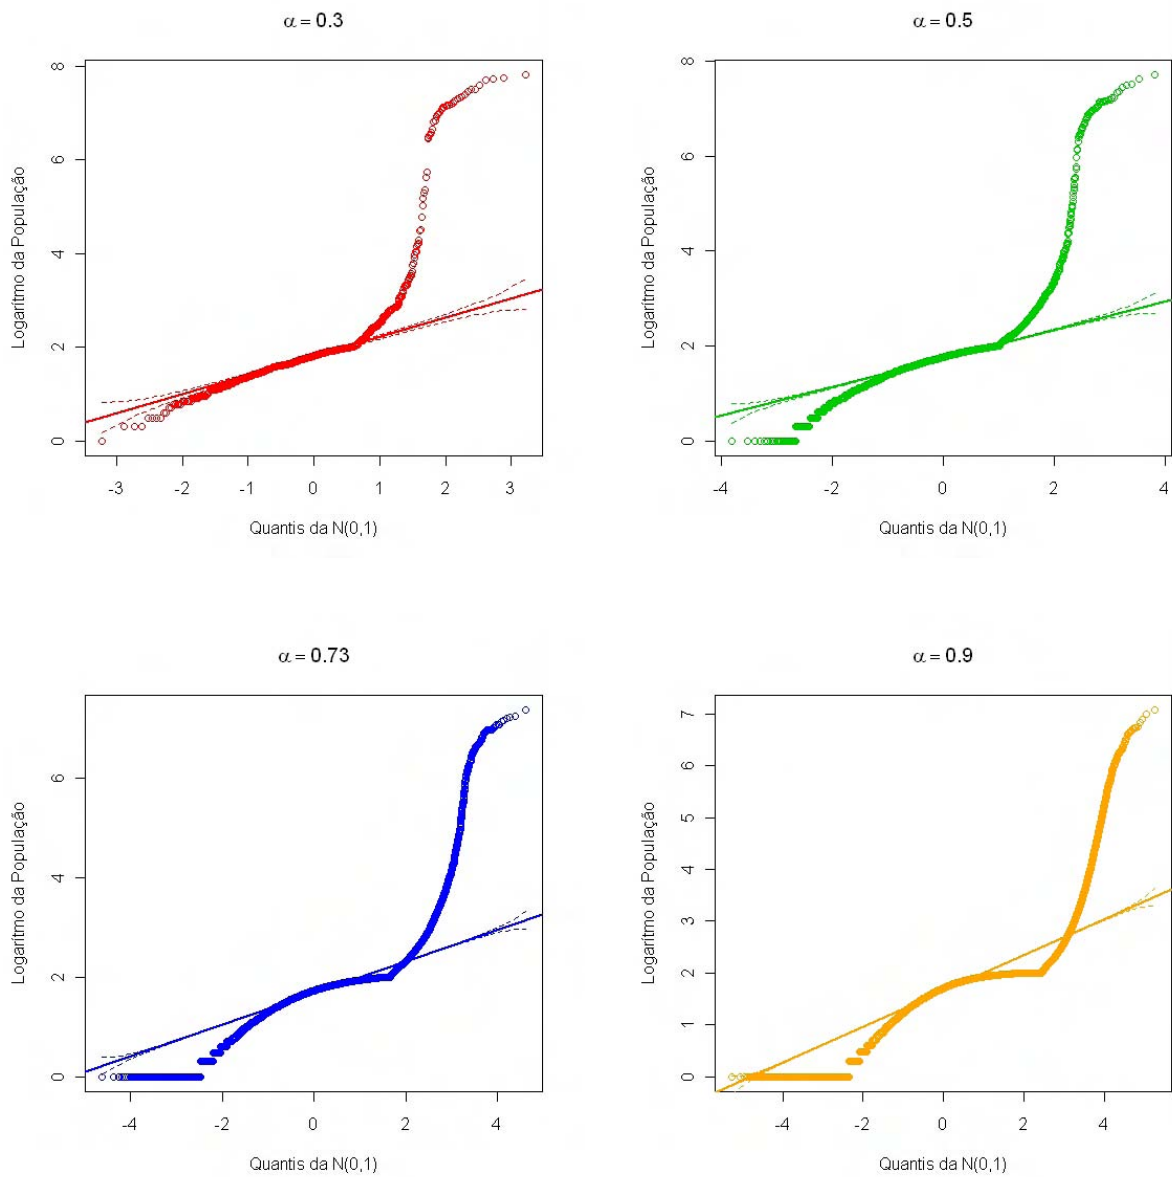 α = 0.3
8
6
4
2
0
Logarítmo da População
-3 -2 -1 0 1 2 3
Quantis da N(0,1)
α = 0.5
8
6
4
2
0
Logarítmo da População
-4 -2 0 2 4
Quantis da N(0,1)
α = 0.73
6
4
2
0
Logarítmo da População
-4 -2 0 2 4
Quantis da N(0,1)
α = 0.9
7
6
5
4
3
2
1
0
Logarítmo da População
-4 -2 0 2 4
Quantis da N(0,1)